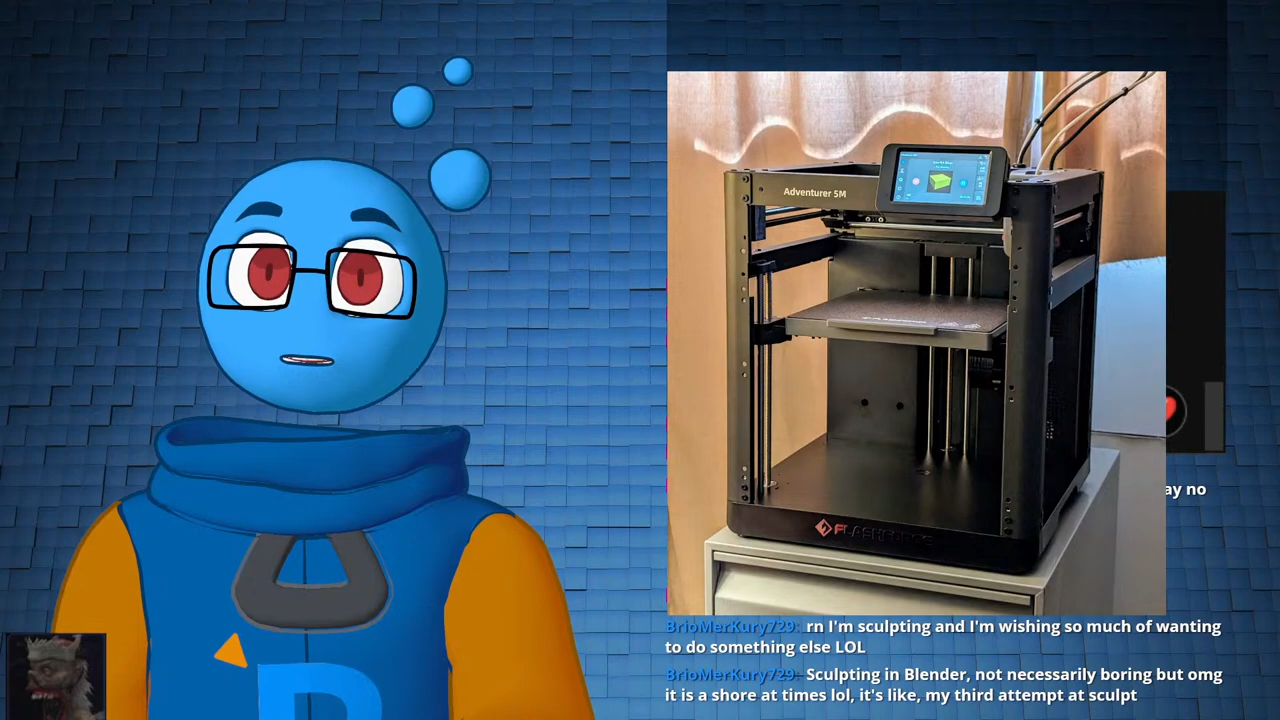 Adventurer 5M
FLASHFORGE
ay no
BrioMerKury729: rn I'm sculpting and I'm wishing so much of wanting
to do something else LOL
BrioMerKury729: Sculpting in Blender, not necessarily boring but omg
it is a shore at times lol, it's like, my third attempt at sculpt